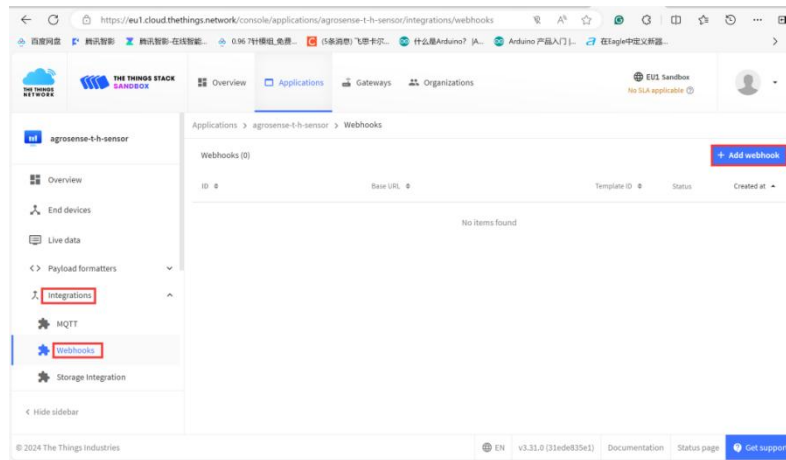 https://eu1.cloud.thethings.network/console/applications/agrosense-t-h-sensor/integrations/webhooks
百度网盘 腾讯智影 腾讯智影-在线智能... 0.96 7针模组_免费... (5条消息)飞思卡尔... 什么是Arduino? |A... Arduino 产品入门 |... 在Eagle中定义新器...
THE THINGS NETWORK
THE THINGS STACK
SANDBOX
Overview Applications Gateways Organizations
EU1 Sandbox
No SLA applicable
agrosense-t-h-sensor
Applications > agrosense-t-h-sensor > Webhooks
Webhooks (0)
+ Add webhook
Overview
ID Base URL Template ID Status Created at
End devices
No items found
Live data
Payload formatters
Integrations
MQTT
Webhooks
Storage Integration
< Hide sidebar
© 2024 The Things Industries
EN v3.31.0 (31ede835e1) Documentation Status page Get support